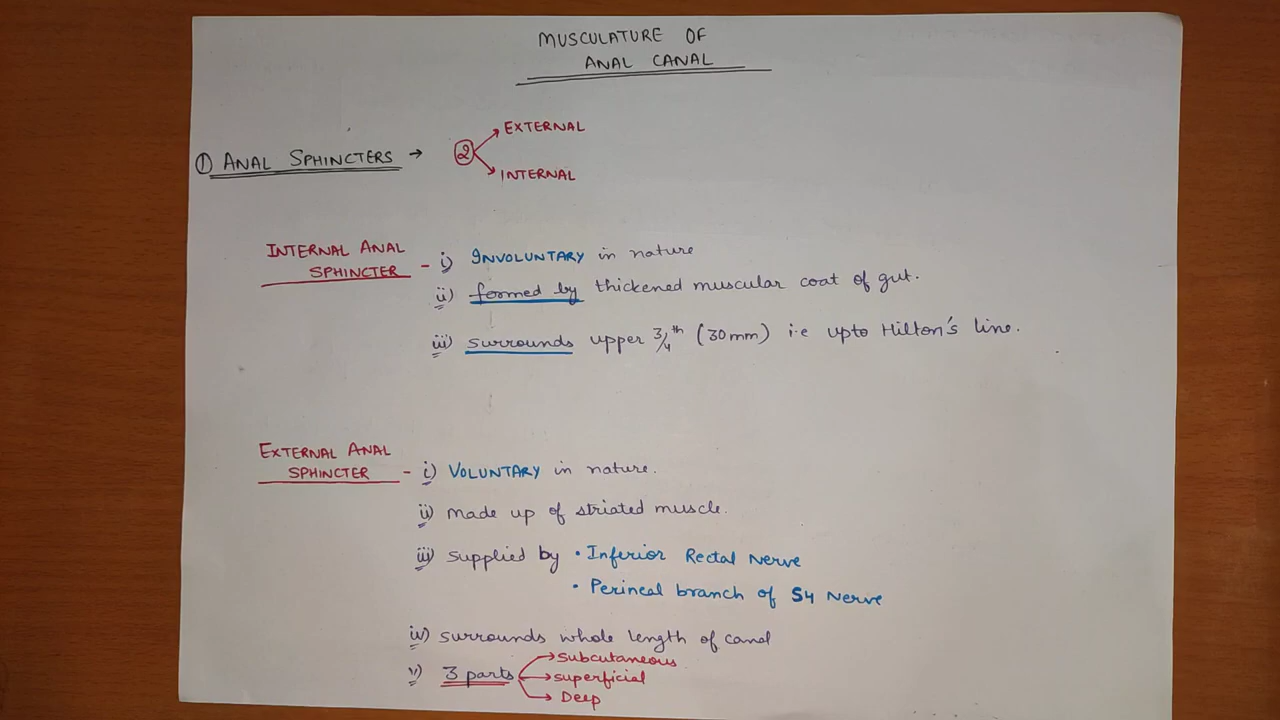 MUSCULATURE OF
ANAL CANAL
① ANAL SPHINCTERS → ② EXTERNAL
INTERNAL
INTERNAL ANAL
SPHINCTER - i) INVOLUNTARY in nature
ii) formed by thickened muscular coat of gut.
iii) surrounds upper 3/4th (30mm) i.e upto Hilton's line.
EXTERNAL ANAL
SPHINCTER - i) VOLUNTARY in nature.
ii) made up of striated muscle.
iii) supplied by • Inferior Rectal Nerve
• Perineal branch of S4 Nerve
iv) surrounds whole length of canal
v) 3 parts → Subcutaneous
→ superficial
→ Deep